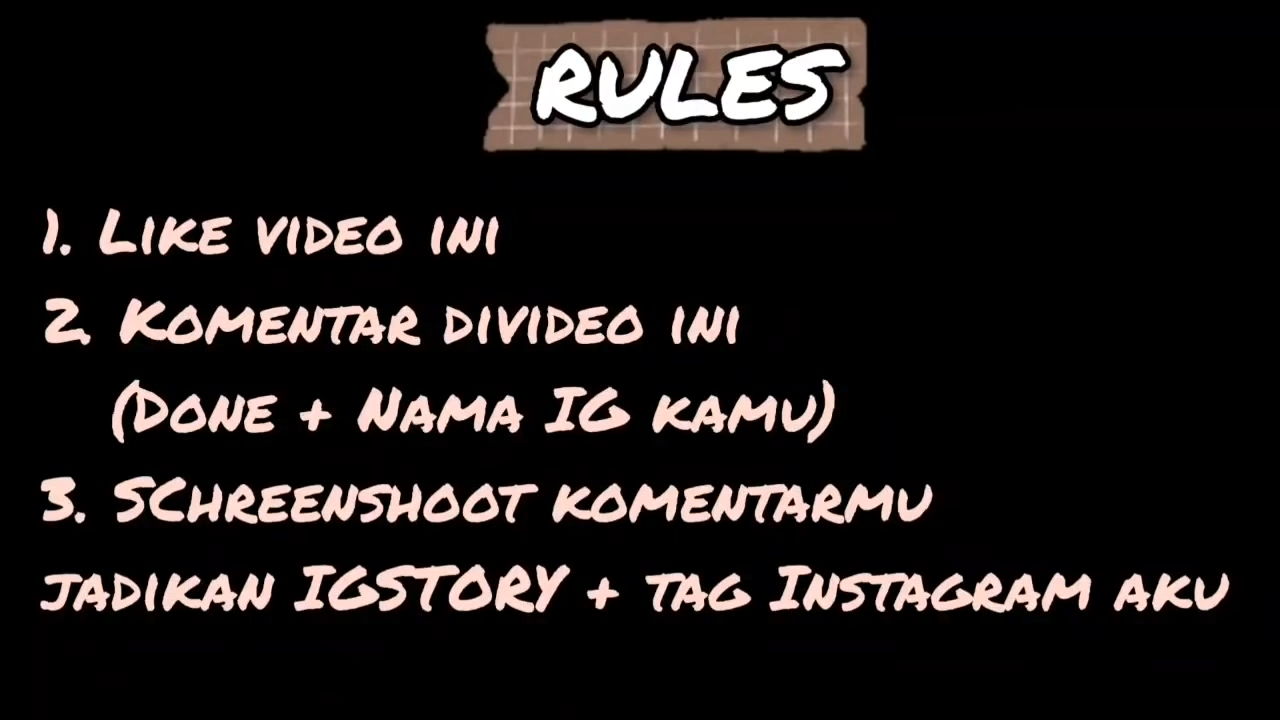 RULES
1. Like video ini
2. Komentar divideo ini
(Done + Nama IG kamu)
3. SChreenshoot komentarmu
jadikan IGSTORY + tag Instagram aku